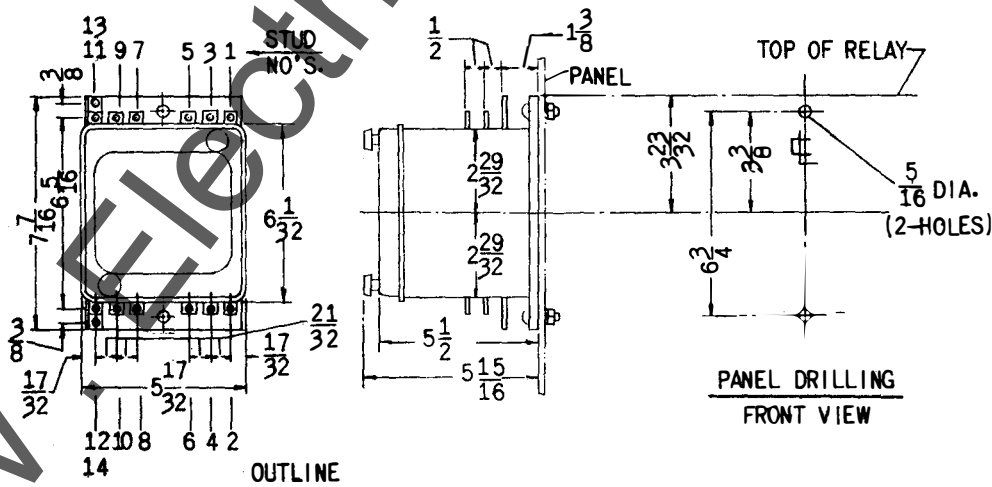 13
11 9 7 5 3 1
STUD
NO'S.
3/8
7 7/16
6 5/16
6 1/32
3/8
17/32
5 17/32
17/32
21/32
12 10 8 6 4 2
14
OUTLINE
1/2
1 3/8
PANEL
2 29/32
2 29/32
5 1/2
5 15/16
TOP OF RELAY
3 23/32
3 3/8
6 3/4
5/16 DIA.
(2-HOLES)
PANEL DRILLING
FRONT VIEW